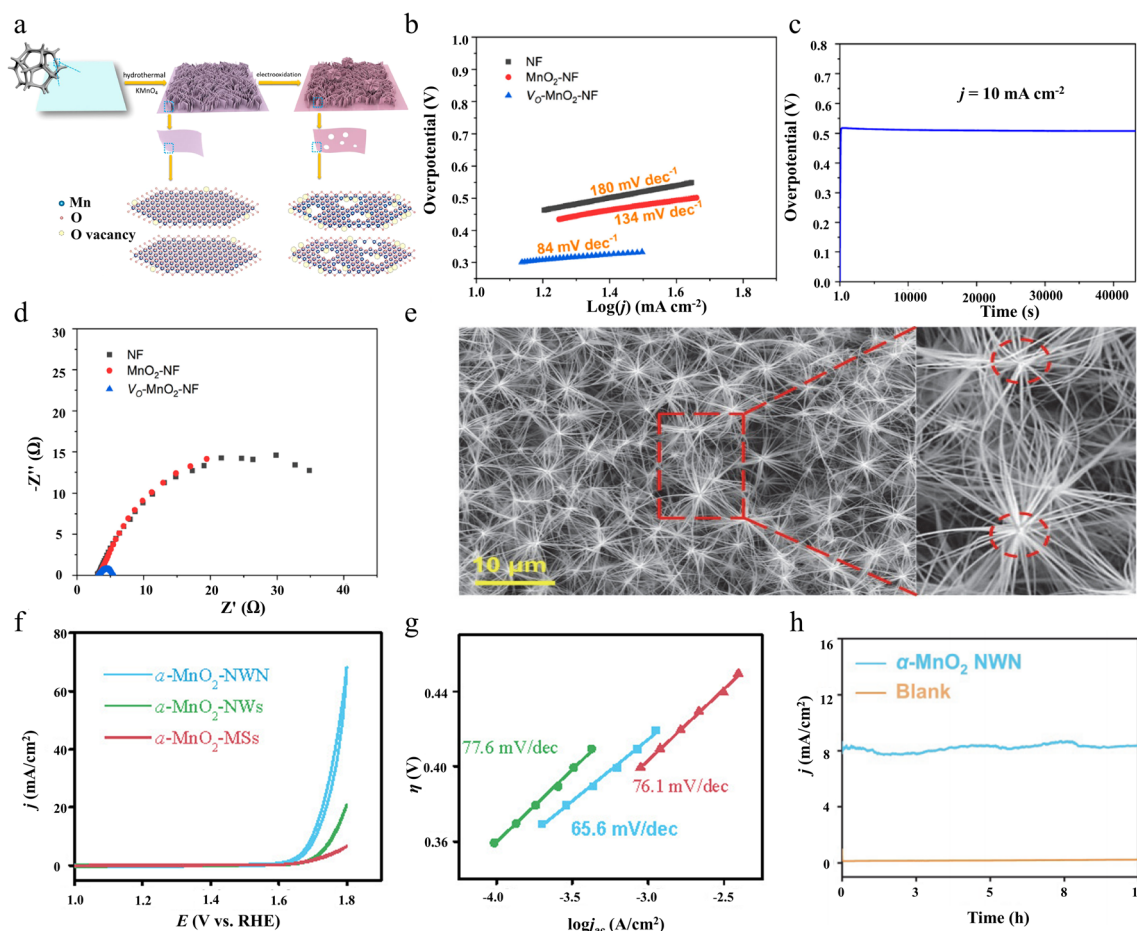 a
hydrothermal
KMnO₄
electrooxidation
Mn
O
O vacancy
b
NF
MnO₂-NF
V_O-MnO₂-NF
180 mV dec⁻¹
134 mV dec⁻¹
84 mV dec⁻¹
Overpotential (V)
1.0
0.9
0.8
0.7
0.6
0.5
0.4
0.3
1.0 1.2 1.4 1.6 1.8
Log(j) (mA cm⁻²)
c
j = 10 mA cm⁻²
Overpotential (V)
0.8
0.7
0.6
0.5
0.4
0.3
0.2
0.1
0.0
1.0 10000 20000 30000 40000
Time (s)
d
NF
MnO₂-NF
V_O-MnO₂-NF
-Z'' (Ω)
-30
25
20
15
10
5
0
0 10 20 30 40
Z' (Ω)
e
10 µm
f
α-MnO₂-NWN
α-MnO₂-NWs
α-MnO₂-MSs
j (mA/cm²)
80
60
40
20
0
1.0 1.2 1.4 1.6 1.8
E (V vs. RHE)
g
77.6 mV/dec
76.1 mV/dec
65.6 mV/dec
η (V)
0.44
0.40
0.36
-4.0 -3.5 -3.0 -2.5
logj
(A/cm²)
h
α-MnO₂ NWN
Blank
j (mA/cm²)
16
12
8
4
0
0 3 5 8 10
Time (h)